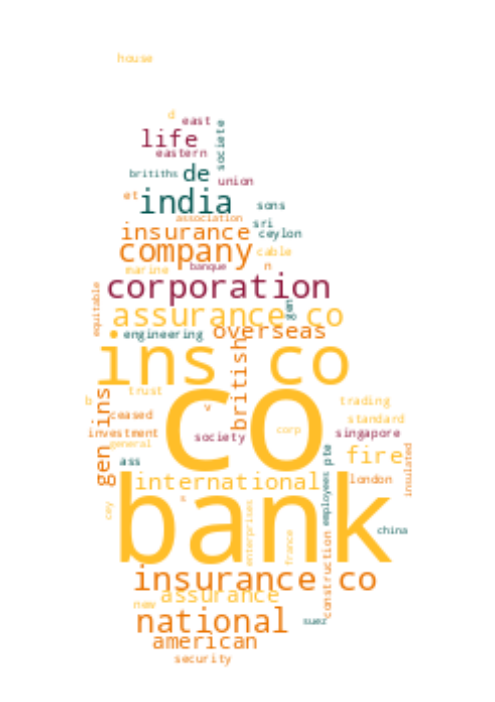 house
d
east
life
societe
eastern
britiths
de
union
et
india
sons
association
sri
insurance
ceylon
company
cable
marine
banque
n
corporation
equitable
gen
assurance co
engineering
overseas
ins co
british
trust
b
gen ins
co
v
trading
ceased
standard
investment
society
corp
singapore
general
ass
pte
fire
insulated
international
london
employees
s
cey
bank
enterprises
france
construction
china
insurance co
new
assurance
national
suez
american
security